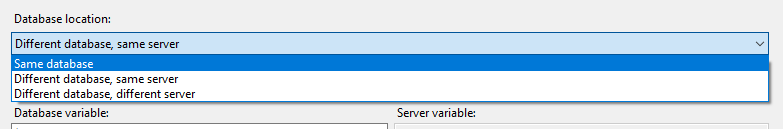 Database location:
Different database, same server
Same database
Different database, same server
Different database, different server
Database variable:
Server variable: